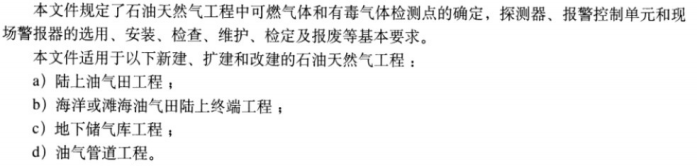 本文件规定了石油天然气工程中可燃气体和有毒气体检测点的确定，探测器、报警控制单元和现
场警报器的选用、安装、检查、维护、检定及报废等基本要求。
本文件适用于以下新建、扩建和改建的石油天然气工程：
a）陆上油气田工程；
b）海洋或滩海油气田陆上终端工程；
c）地下储气库工程；
d）油气管道工程。